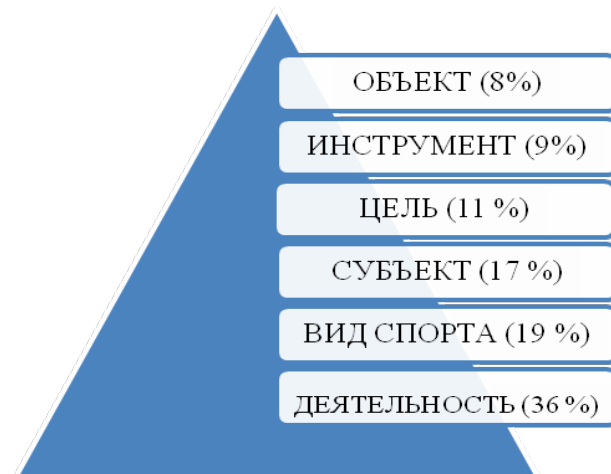 ОБЪЕКТ (8%)
ИНСТРУМЕНТ (9%)
ЦЕЛЬ (11 %)
СУБЪЕКТ (17 %)
ВИД СПОРТА (19 %)
ДЕЯТЕЛЬНОСТЬ (36 %)